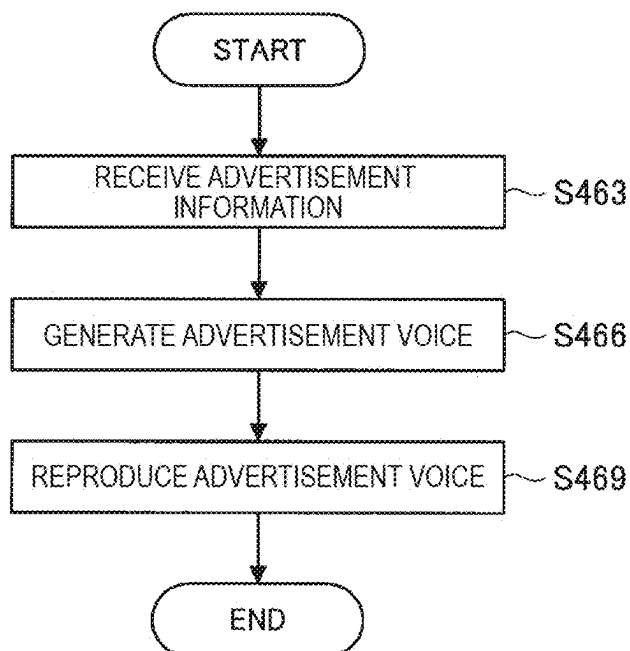 START
RECEIVE ADVERTISEMENT
INFORMATION
S463
GENERATE ADVERTISEMENT VOICE
S466
REPRODUCE ADVERTISEMENT VOICE
S469
END